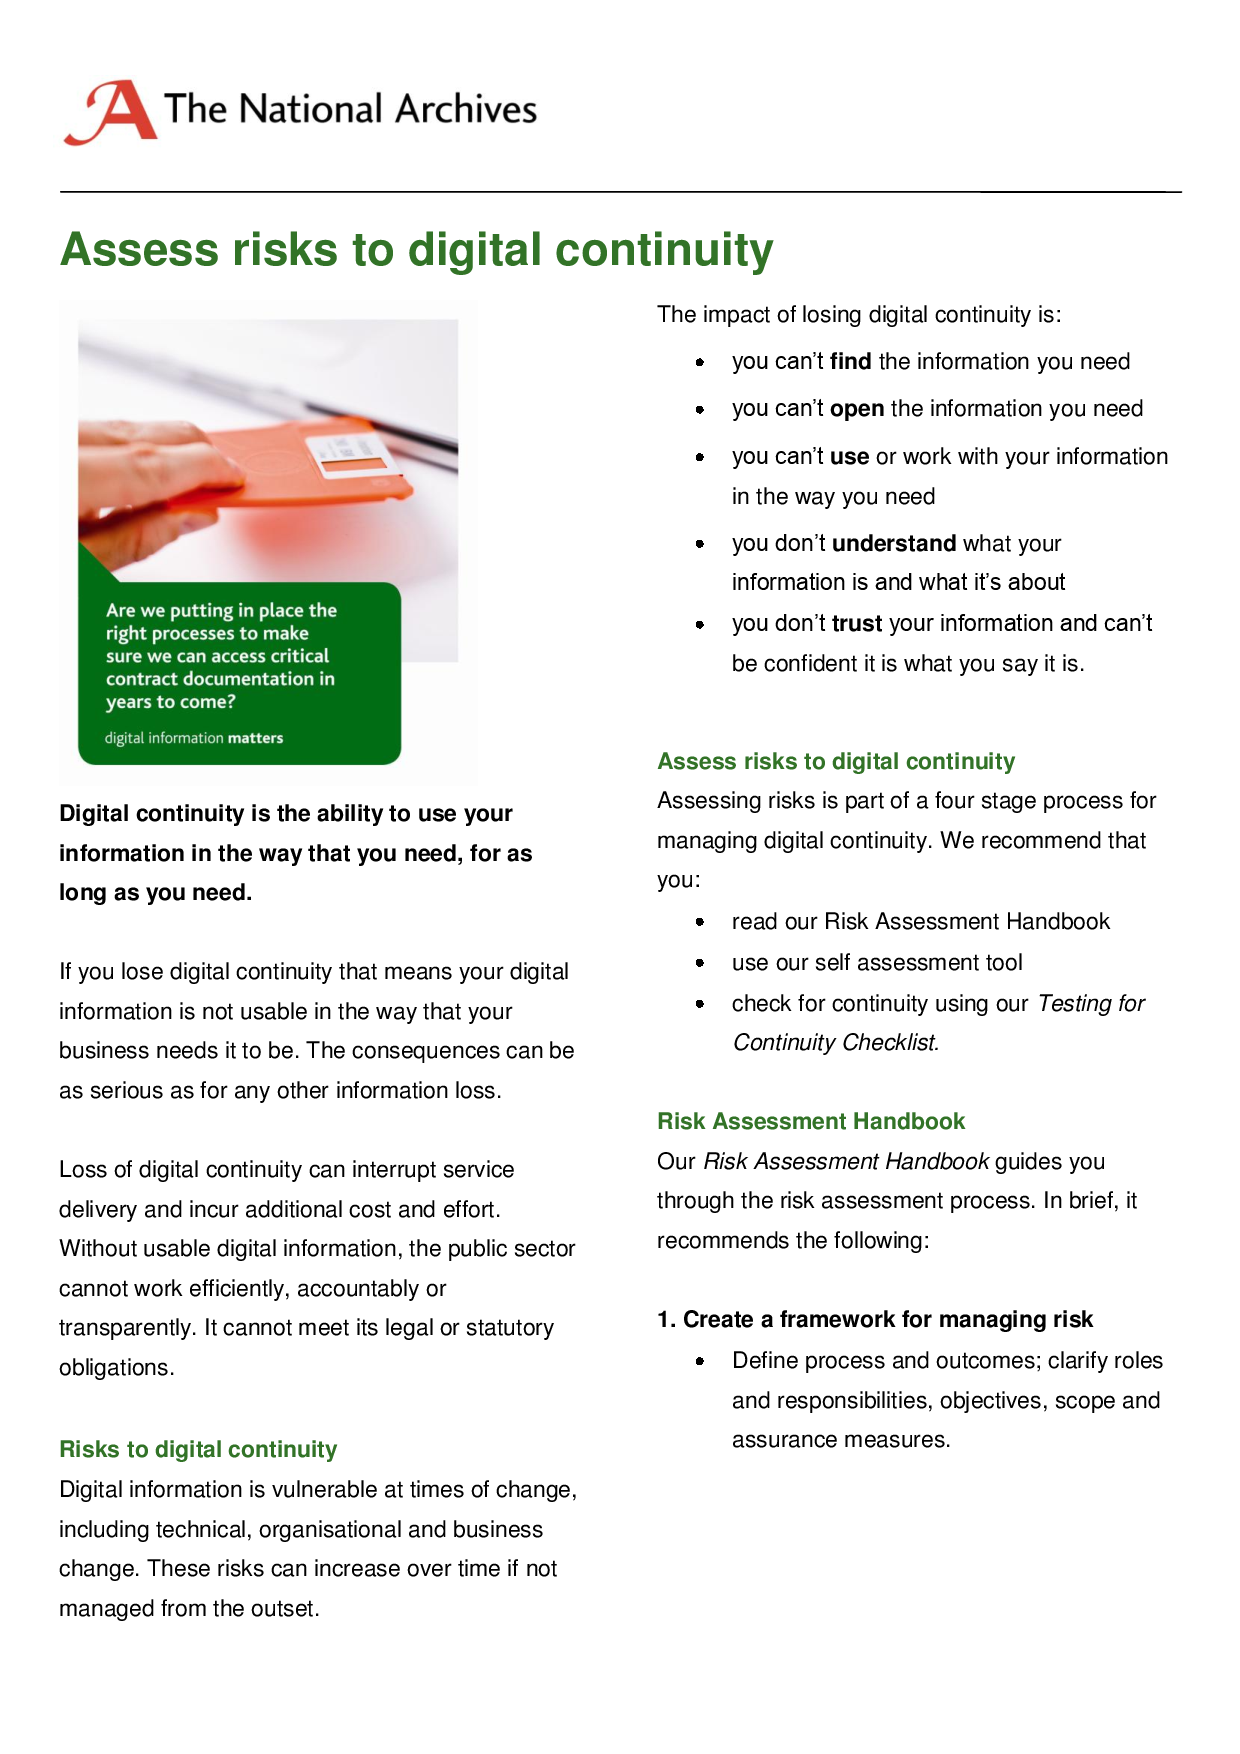 The National Archives
Assess risks to digital continuity
Are we putting in place the
right processes to make
sure we can access critical
contract documentation in
years to come?
digital information matters
Digital continuity is the ability to use your
information in the way that you need, for as
long as you need.
If you lose digital continuity that means your digital
information is not usable in the way that your
business needs it to be. The consequences can be
as serious as for any other information loss.
Loss of digital continuity can interrupt service
delivery and incur additional cost and effort.
Without usable digital information, the public sector
cannot work efficiently, accountably or
transparently. It cannot meet its legal or statutory
obligations.
Risks to digital continuity
Digital information is vulnerable at times of change,
including technical, organisational and business
change. These risks can increase over time if not
managed from the outset.
The impact of losing digital continuity is:
• you can’t find the information you need
• you can’t open the information you need
• you can’t use or work with your information
in the way you need
• you don’t understand what your
information is and what it’s about
• you don’t trust your information and can’t
be confident it is what you say it is.
Assess risks to digital continuity
Assessing risks is part of a four stage process for
managing digital continuity. We recommend that
you:
• read our Risk Assessment Handbook
• use our self assessment tool
• check for continuity using our Testing for
Continuity Checklist.
Risk Assessment Handbook
Our Risk Assessment Handbook guides you
through the risk assessment process. In brief, it
recommends the following:
1. Create a framework for managing risk
• Define process and outcomes; clarify roles
and responsibilities, objectives, scope and
assurance measures.